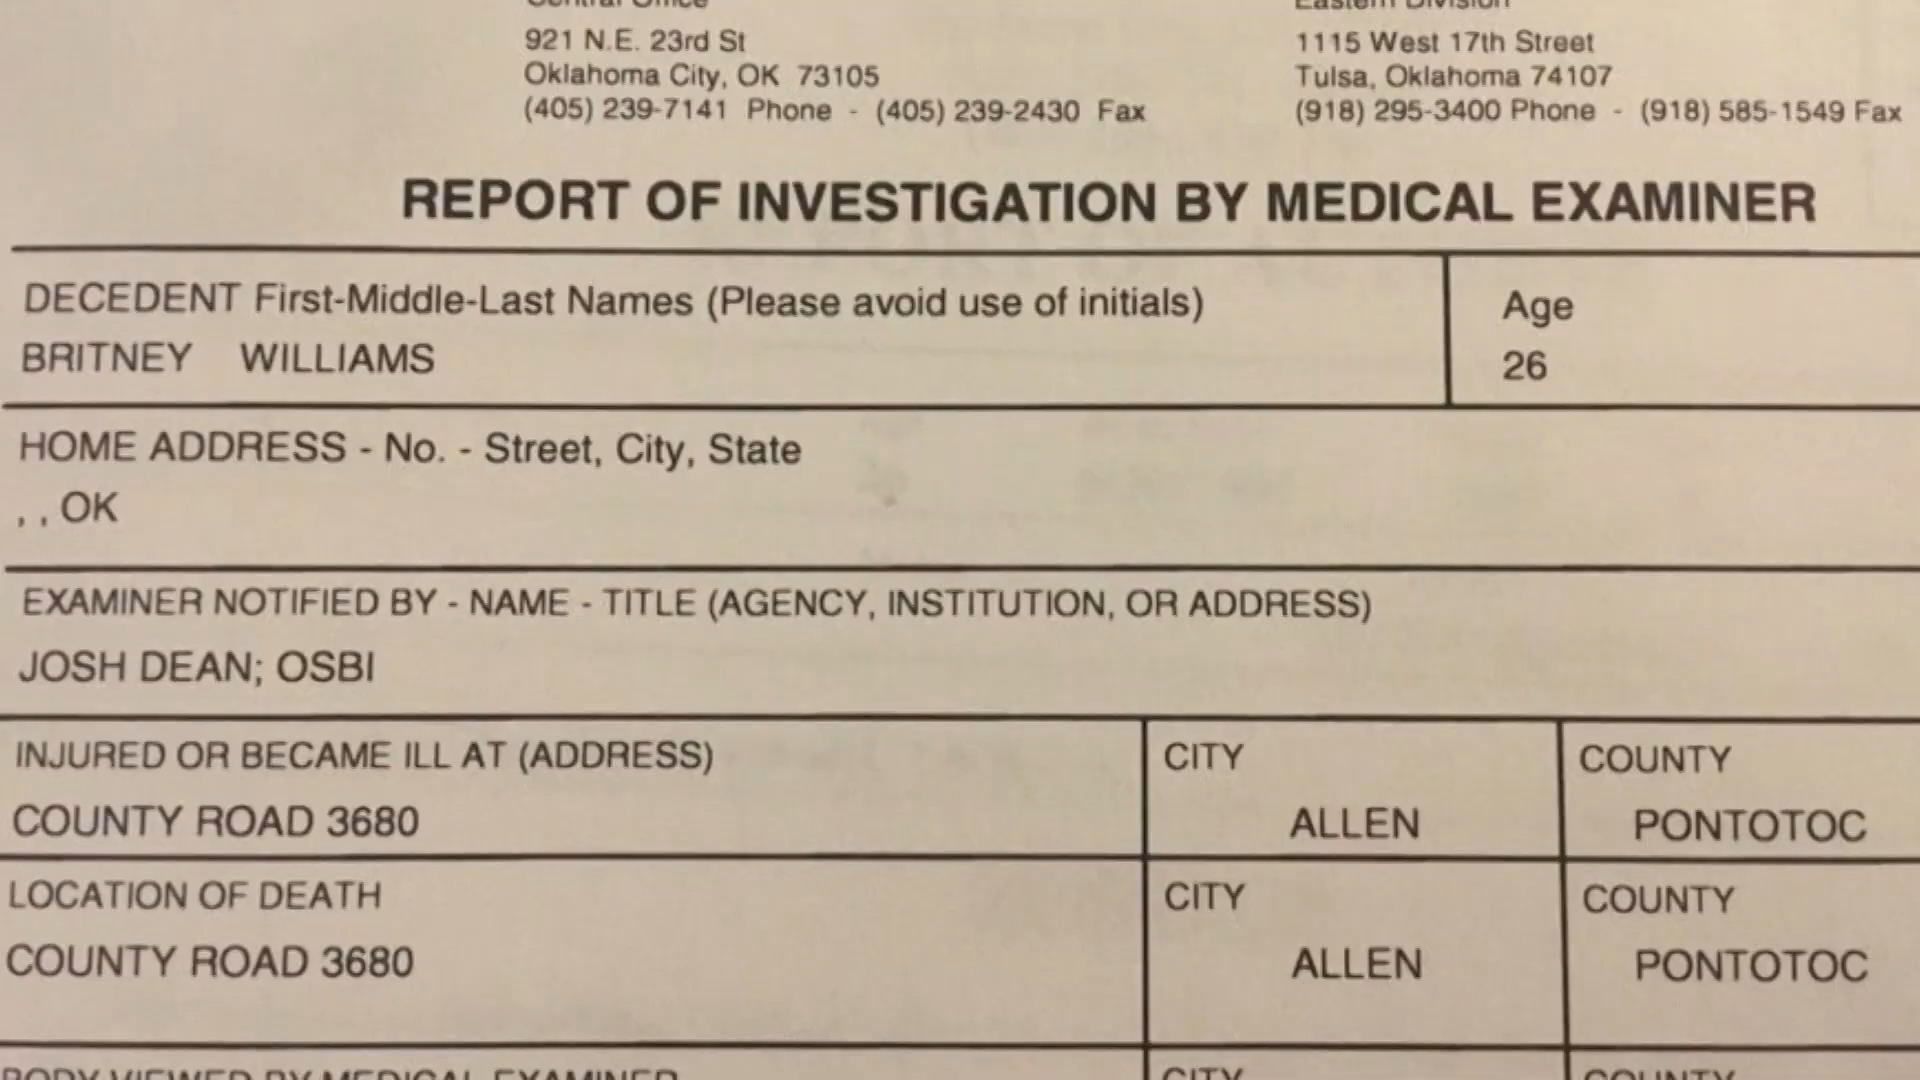 Central Office
921 N.E. 23rd St
Oklahoma City, OK 73105
(405) 239-7141 Phone - (405) 239-2430 Fax
Eastern Division
1115 West 17th Street
Tulsa, Oklahoma 74107
(918) 295-3400 Phone - (918) 585-1549 Fax
REPORT OF INVESTIGATION BY MEDICAL EXAMINER
DECEDENT First-Middle-Last Names (Please avoid use of initials)
BRITNEY WILLIAMS
Age
26
HOME ADDRESS - No. - Street, City, State
, , OK
EXAMINER NOTIFIED BY - NAME - TITLE (AGENCY, INSTITUTION, OR ADDRESS)
JOSH DEAN; OSBI
INJURED OR BECAME ILL AT (ADDRESS)
COUNTY ROAD 3680
CITY
ALLEN
COUNTY
PONTOTOC
LOCATION OF DEATH
COUNTY ROAD 3680
CITY
ALLEN
COUNTY
PONTOTOC
BODY VIEWED BY MEDICAL EXAMINER
CITY
COUNTY